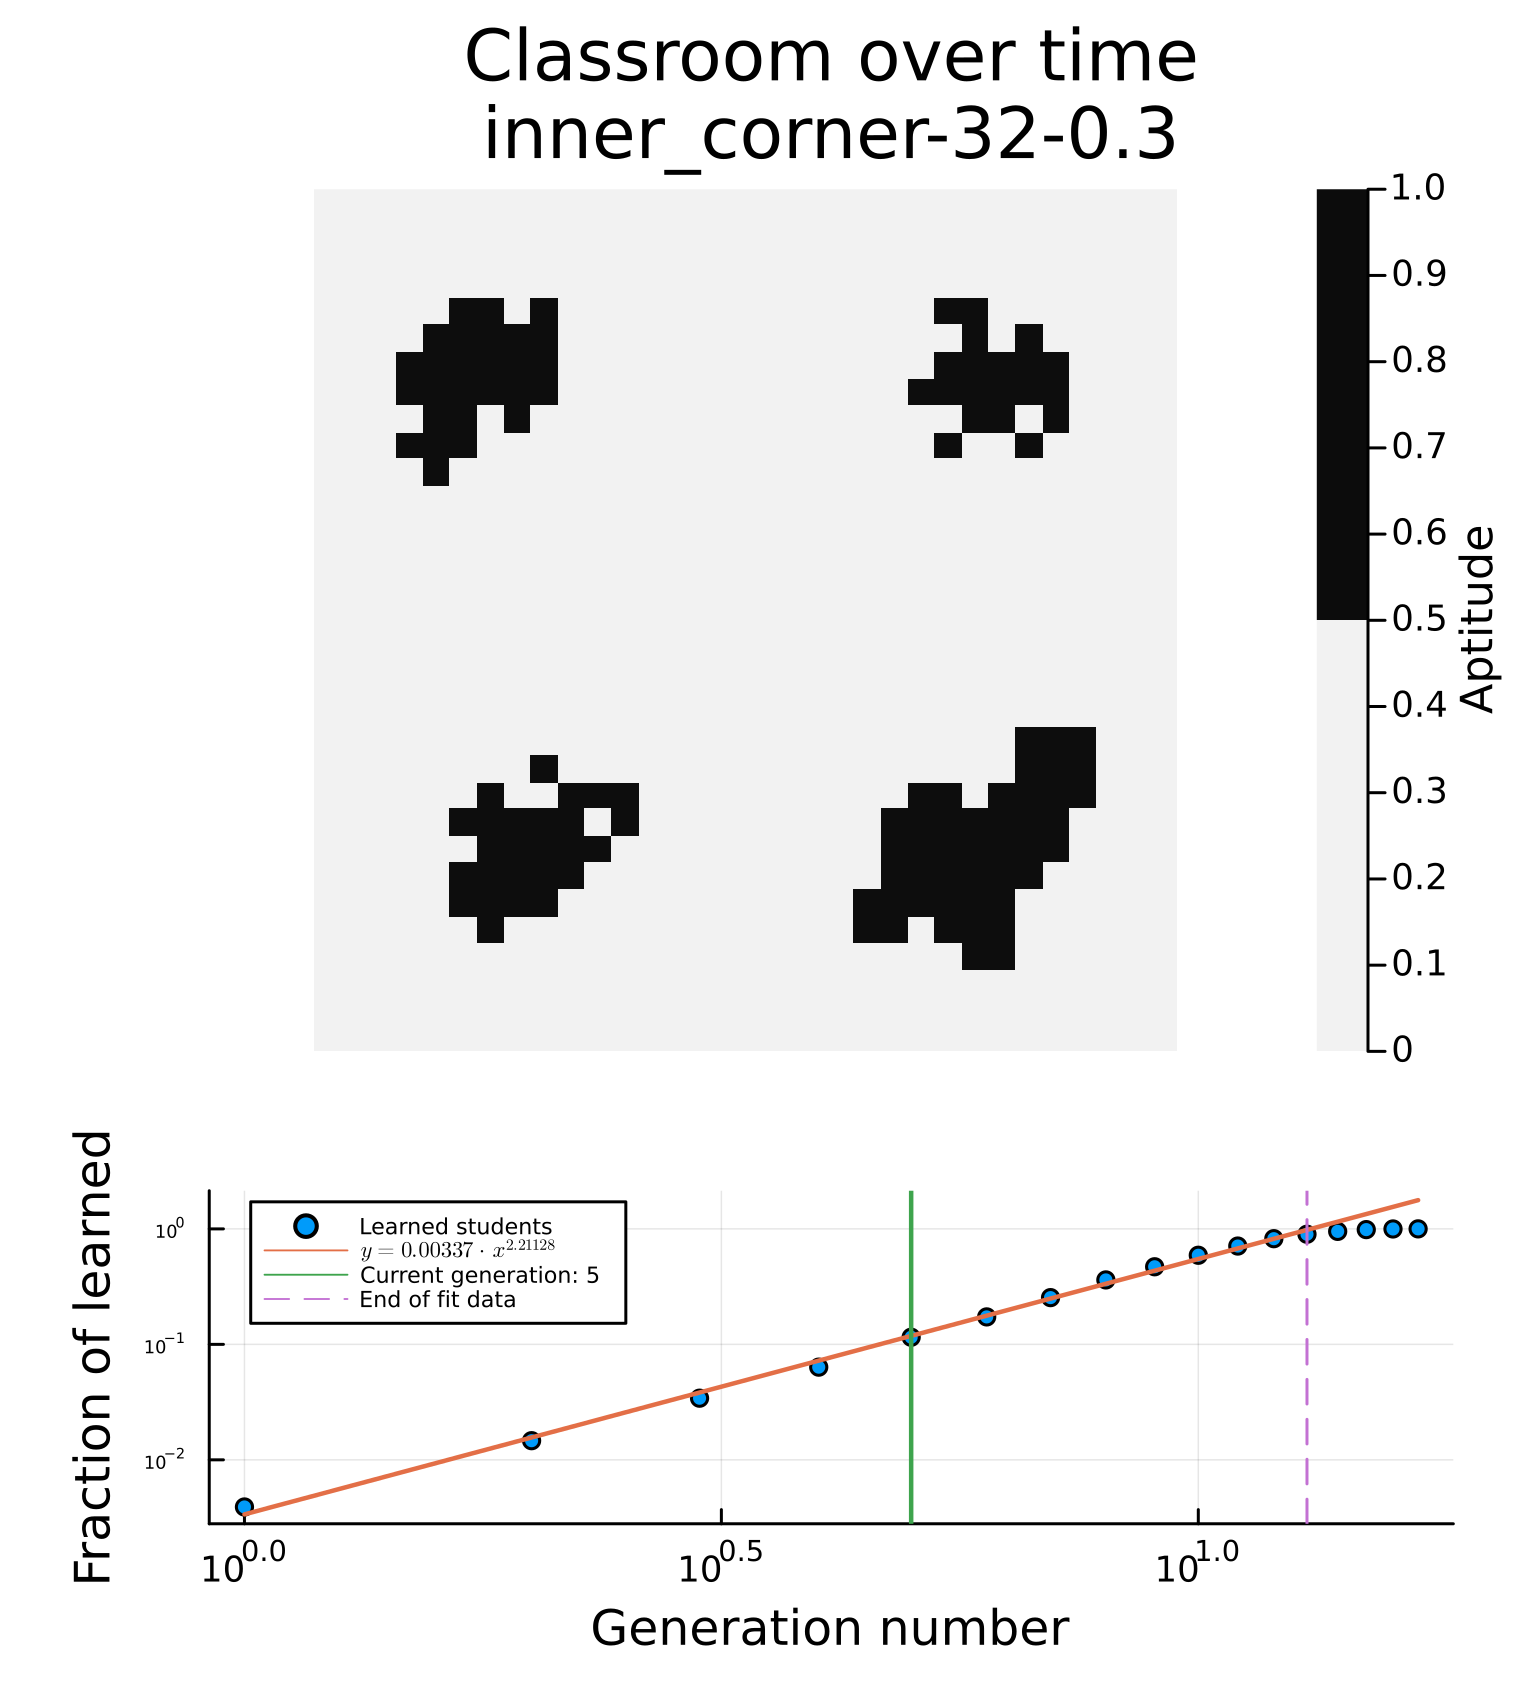 Classroom over time
inner_corner-32-0.3
1.0
0.9
0.8
0.7
0.6
0.5
0.4
0.3
0.2
0.1
0
Aptitude
Fraction of learned
10⁰
10⁻¹
10⁻²
Learned students
y = 0.00337 · x^2.21128
Current generation: 5
End of fit data
10^0.0
10^0.5
10^1.0
Generation number